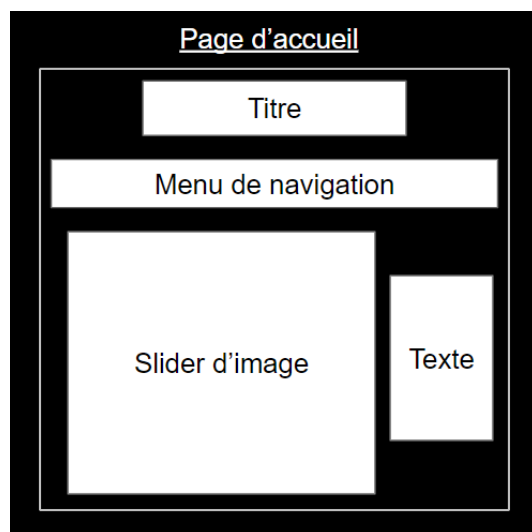 Page d’accueil
Titre
Menu de navigation
Slider d’image
Texte